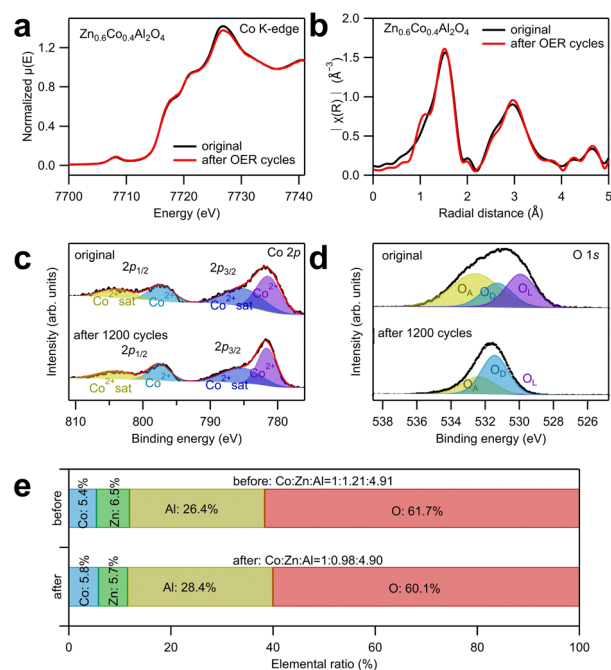 a
Zn0.6Co0.4Al2O4
Co K-edge
Normalized μ(E)
1.2
0.8
0.4
0.0
original
after OER cycles
7700
7710
7720
7730
7740
Energy (eV)
b
Zn0.6Co0.4Al2O4
original
after OER cycles
| χ(R) | (Å⁻³)
2.0
1.5
1.0
0.5
0.0
0
1
2
3
4
5
Radial distance (Å)
c
original
Co 2p
2p1/2
2p3/2
Co2+ sat
Co2+
Co2+ sat
Co2+
after 1200 cycles
2p1/2
2p3/2
Co2+ sat
Co2+
Co2+ sat
Co2+
Intensity (arb. units)
810
800
790
780
Binding energy (eV)
d
original
O 1s
OA
OD
OL
after 1200 cycles
OA
OD
OL
Intensity (arb. units)
538
536
534
532
530
528
526
Binding energy (eV)
e
before
before: Co:Zn:Al=1:1.21:4.91
Co: 5.4%
Zn: 6.5%
Al: 26.4%
O: 61.7%
after
after: Co:Zn:Al=1:0.98:4.90
Co: 5.8%
Zn: 5.7%
Al: 28.4%
O: 60.1%
0
20
40
60
80
100
Elemental ratio (%)